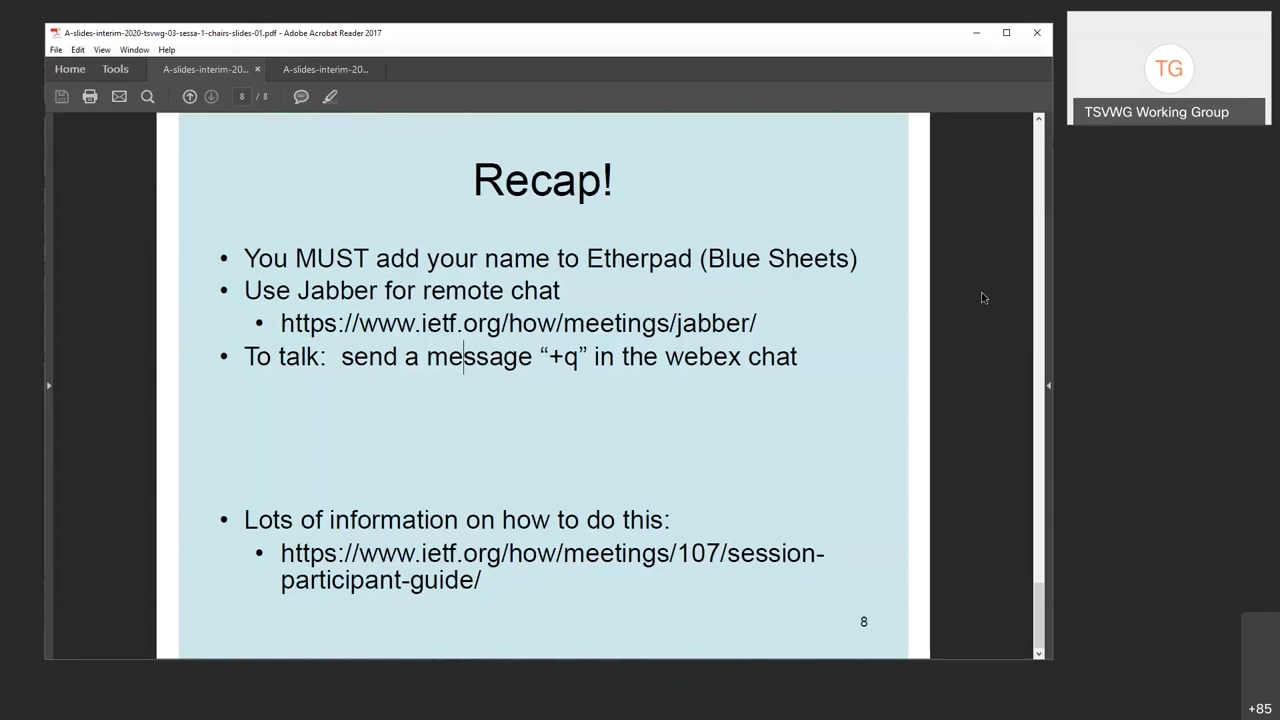 A-slides-interim-2020-tsvwg-03-sessa-1-chairs-slides-01.pdf - Adobe Acrobat Reader 2017
File Edit View Window Help
Home Tools A-slides-interim-20... × A-slides-interim-20...
8 / 8
TG
TSVWG Working Group
Recap!
• You MUST add your name to Etherpad (Blue Sheets)
• Use Jabber for remote chat
• https://www.ietf.org/how/meetings/jabber/
• To talk: send a message “+q” in the webex chat
• Lots of information on how to do this:
• https://www.ietf.org/how/meetings/107/session-
participant-guide/
8
+85